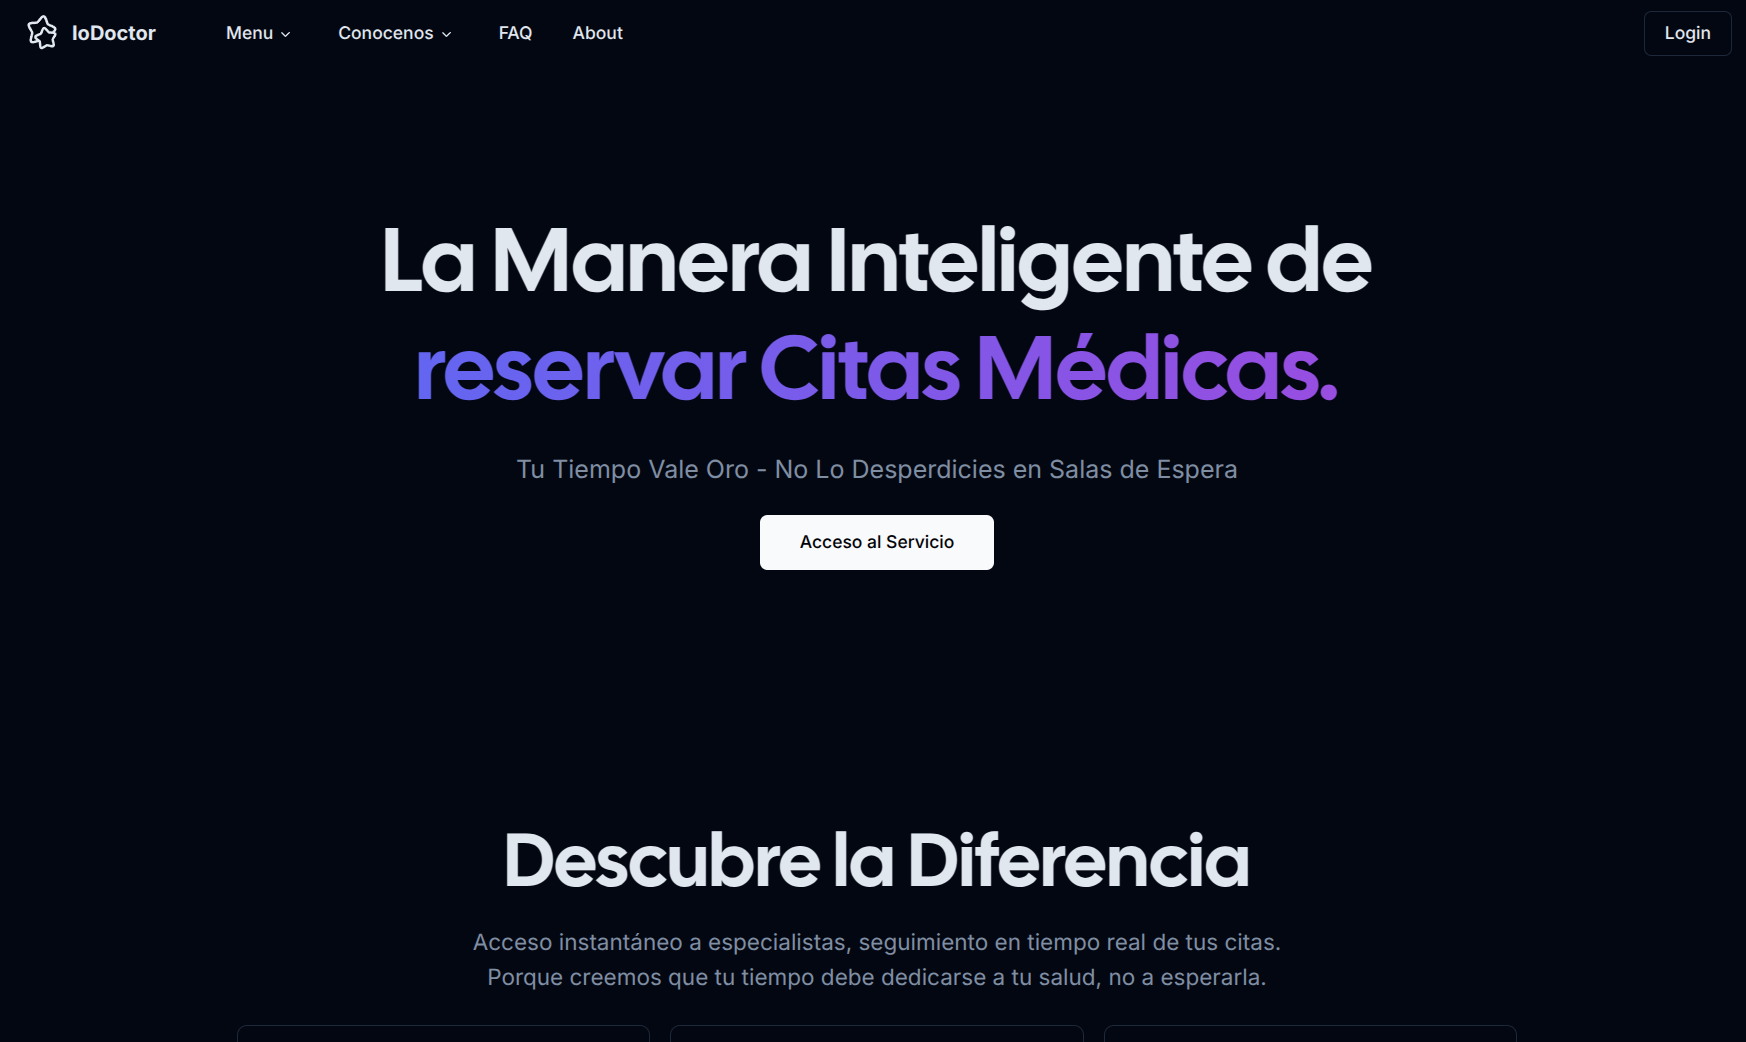 IoDoctor
Menu
Conocenos
FAQ
About
Login
La Manera Inteligente de
reservar Citas Médicas.
Tu Tiempo Vale Oro - No Lo Desperdicies en Salas de Espera
Acceso al Servicio
Descubre la Diferencia
Acceso instantáneo a especialistas, seguimiento en tiempo real de tus citas.
Porque creemos que tu tiempo debe dedicarse a tu salud, no a esperarla.